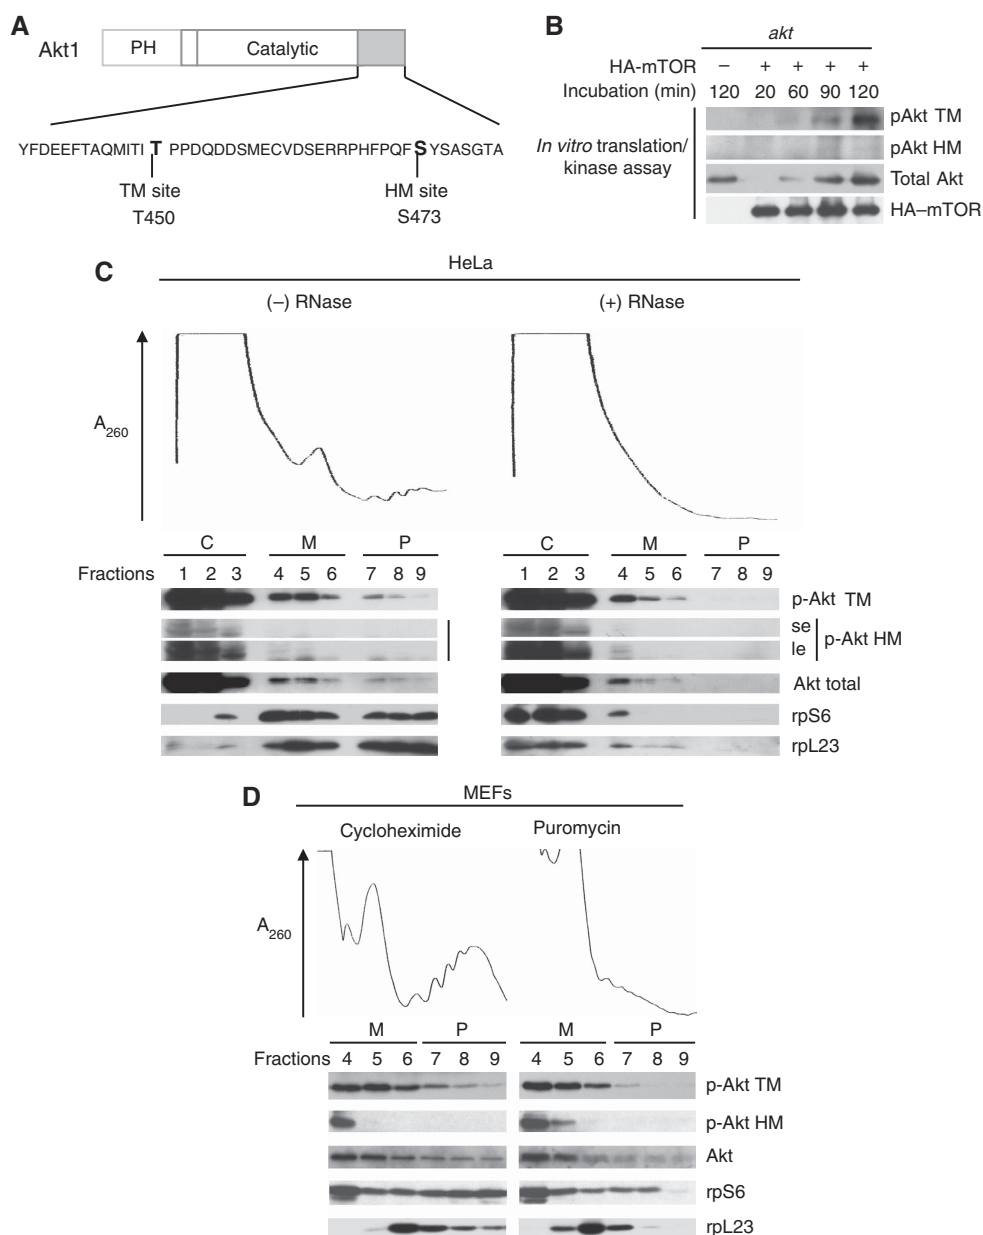 A
Akt1
PH
Catalytic
YFDEEFTAQMITI T PPDQDDSMECVDSERRPHFPQF S YSASGTA
TM site
HM site
T450
S473
B
akt
HA-mTOR – + + + +
Incubation (min) 120 20 60 90 120
In vitro translation/
kinase assay
pAkt TM
pAkt HM
Total Akt
HA–mTOR
C
HeLa
(–) RNase
(+) RNase
A260
C M P
C M P
Fractions 1 2 3 4 5 6 7 8 9
1 2 3 4 5 6 7 8 9
p-Akt TM
se
le
p-Akt HM
Akt total
rpS6
rpL23
D
MEFs
Cycloheximide
Puromycin
A260
M P
M P
Fractions 4 5 6 7 8 9
4 5 6 7 8 9
p-Akt TM
p-Akt HM
Akt
rpS6
rpL23